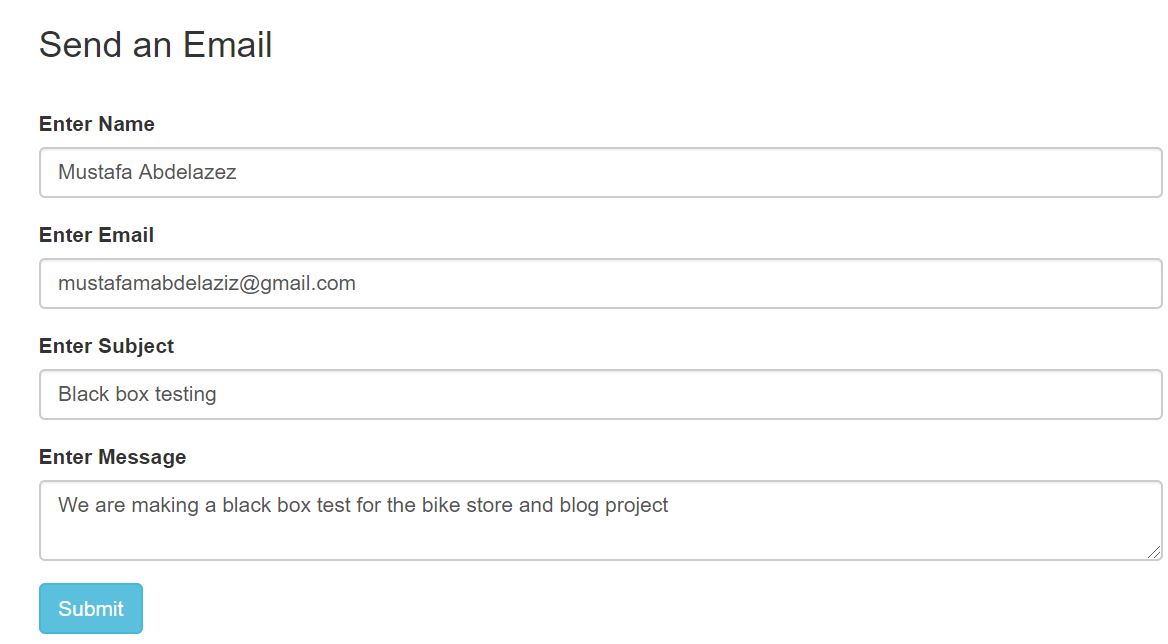 Send an Email
Enter Name
Mustafa Abdelazez
Enter Email
mustafamabdelaziz@gmail.com
Enter Subject
Black box testing
Enter Message
We are making a black box test for the bike store and blog project
Submit